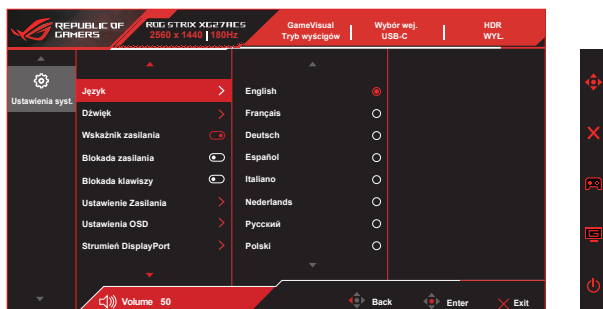 REPUBLIC OF
GAMERS
ROG STRIX XG27ACS
2560 x 1440 | 180Hz
GameVisual
Tryb wyścigów
Wybór wej.
USB-C
HDR
WYŁ.
Ustawienia syst.
Język
Dźwięk
Wskaźnik zasilania
Blokada zasilania
Blokada klawiszy
Ustawienie Zasilania
Ustawienia OSD
Strumień DisplayPort
English
Français
Deutsch
Español
Italiano
Nederlands
Русский
Polski
Volume 50
Back
Enter
Exit